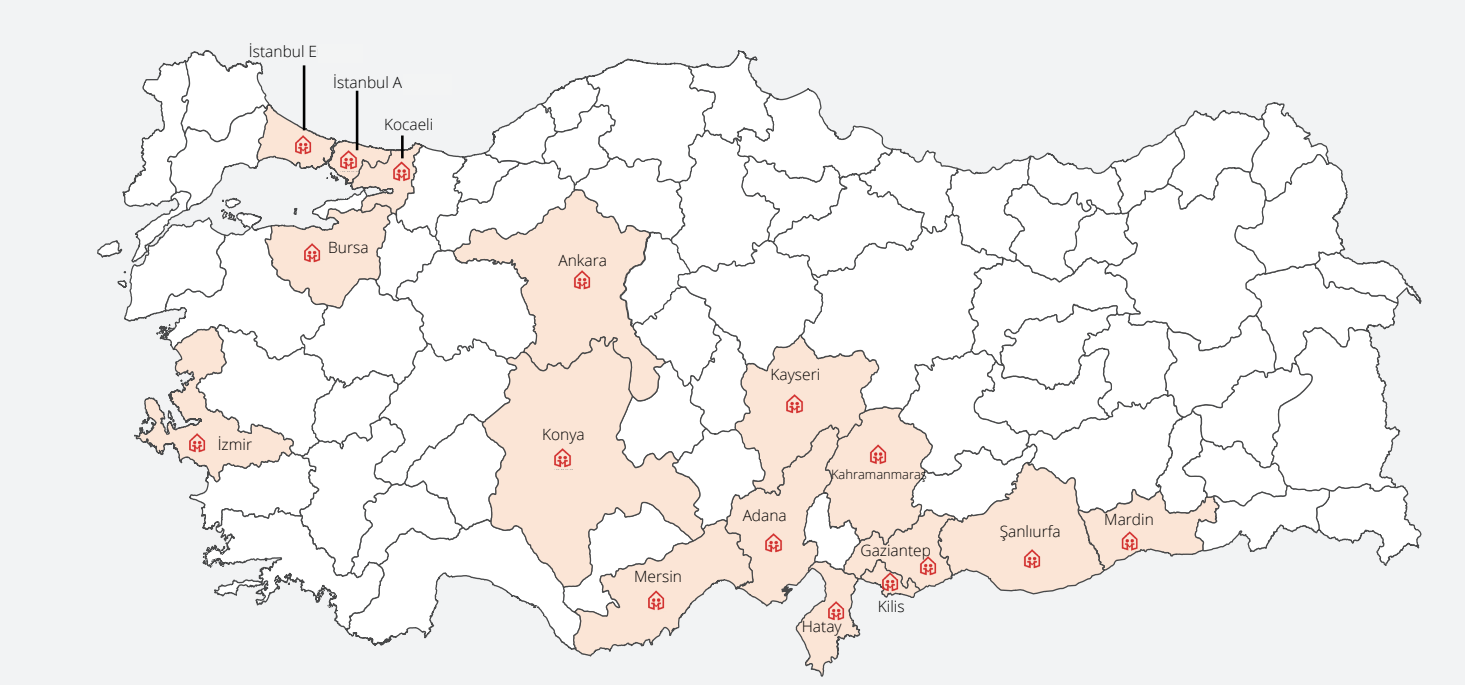 İstanbul E
İstanbul A
Kocaeli
Bursa
Ankara
Kayseri
Konya
İzmir
Kahramanmaraş
Adana
Mardin
Şanlıurfa
Gaziantep
Mersin
Kilis
Hatay